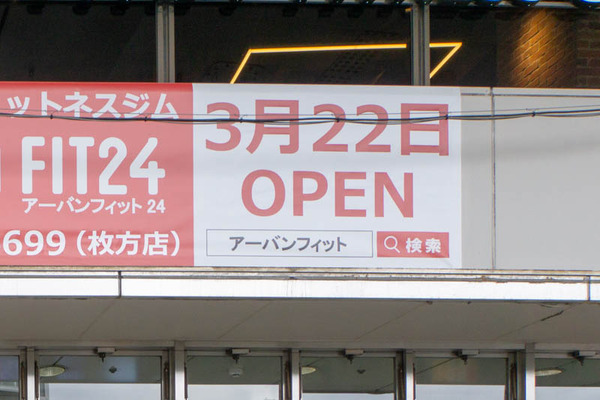 ットネスジム
FIT24
アーバンフィット24
699（枚方店）
3月22日
OPEN
アーバンフィット
検索